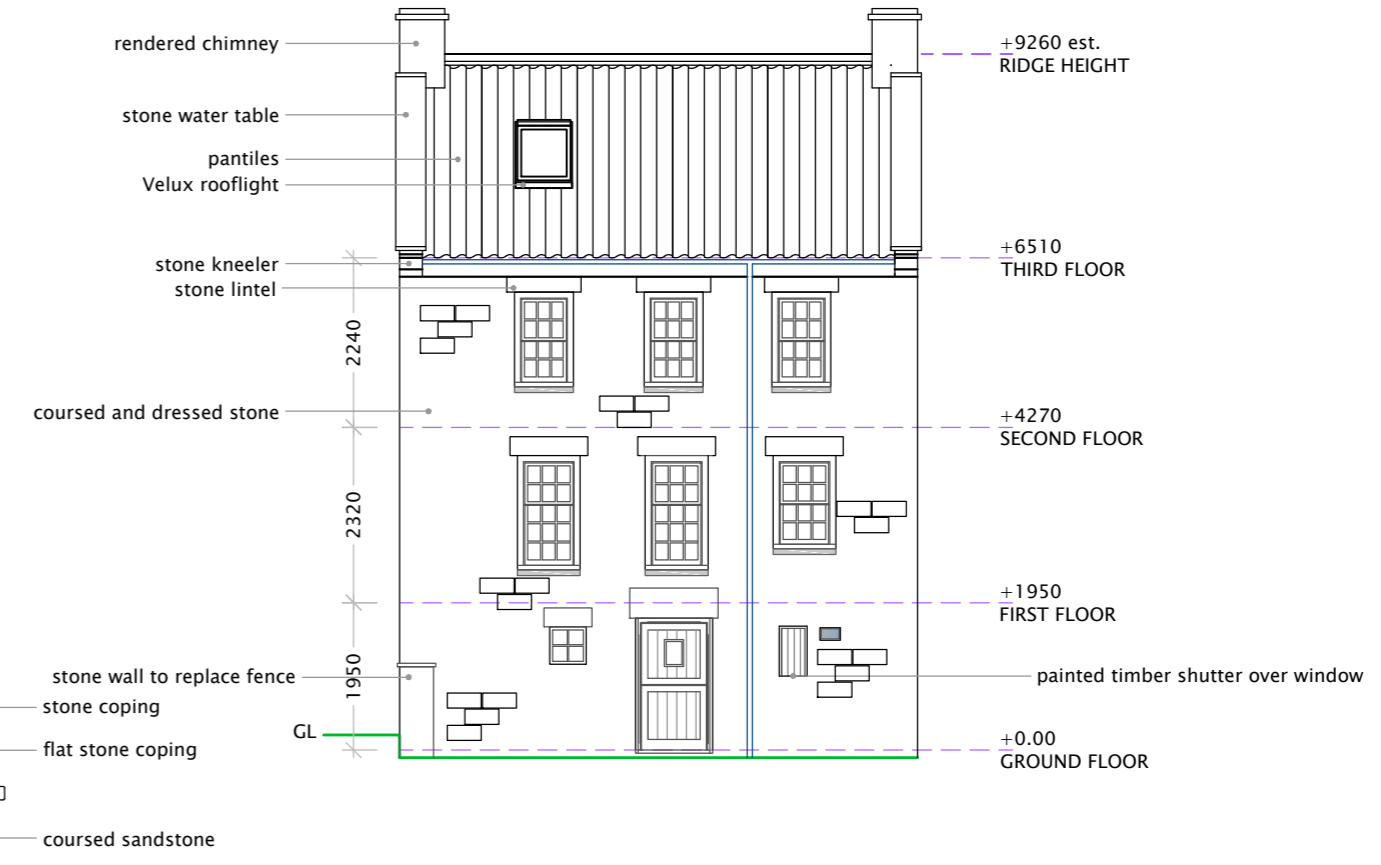 rendered chimney
stone water table
pantiles
Velux rooflight
stone kneeler
stone lintel
coursed and dressed stone
stone wall to replace fence
stone coping
GL
flat stone coping
coursed sandstone
2240
2320
1950
+9260 est.
RIDGE HEIGHT
+6510
THIRD FLOOR
+4270
SECOND FLOOR
+1950
FIRST FLOOR
painted timber shutter over window
+0.00
GROUND FLOOR